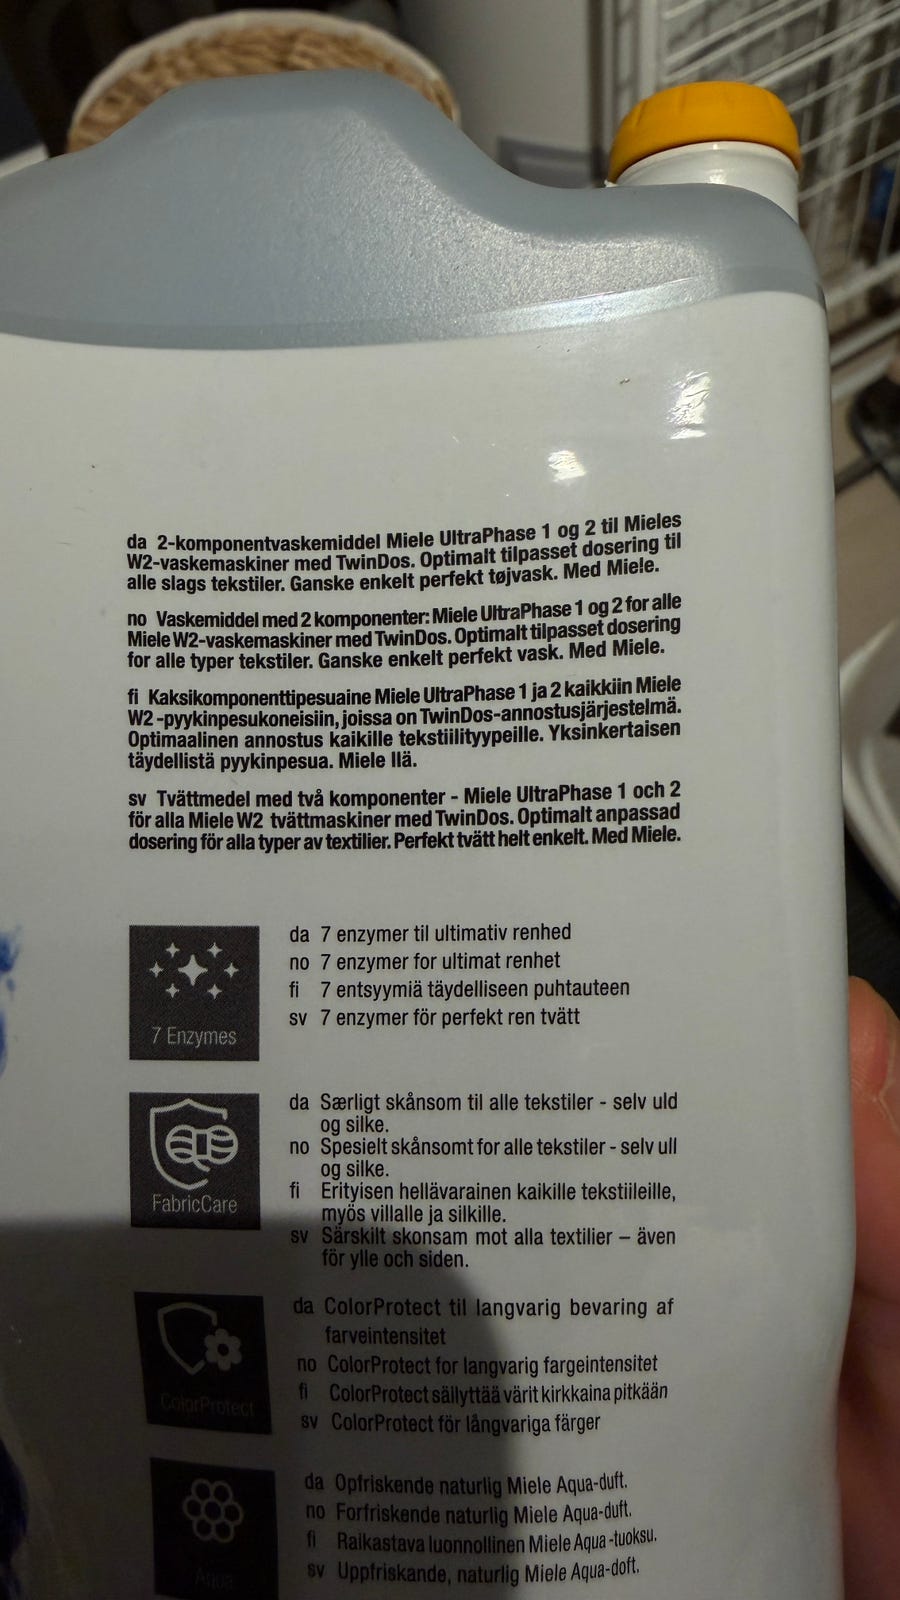 da 2-komponentvaskemiddel Miele UltraPhase 1 og 2 til Mieles
W2-vaskemaskiner med TwinDos. Optimalt tilpasset dosering til
alle slags tekstiler. Ganske enkelt perfekt tøjvask. Med Miele.
no Vaskemiddel med 2 komponenter: Miele UltraPhase 1 og 2 for alle
Miele W2-vaskemaskiner med TwinDos. Optimalt tilpasset dosering
for alle typer tekstiler. Ganske enkelt perfekt vask. Med Miele.
fi Kaksikomponenttipesuaine Miele UltraPhase 1 ja 2 kaikkiin Miele
W2 -pyykinpesukoneisiin, joissa on TwinDos-annostusjärjestelmä.
Optimaalinen annostus kaikille tekstiilityypeille. Yksinkertaisen
täydellistä pyykinpesua. Miele llä.
sv Tvättmedel med två komponenter - Miele UltraPhase 1 och 2
för alla Miele W2 tvättmaskiner med TwinDos. Optimalt anpassad
dosering för alla typer av textilier. Perfekt tvätt helt enkelt. Med Miele.
7 Enzymes
da 7 enzymer til ultimativ renhed
no 7 enzymer for ultimat renhet
fi 7 entsyymiä täydelliseen puhtauteen
sv 7 enzymer för perfekt ren tvätt
FabricCare
da Særligt skånsom til alle tekstiler - selv uld
og silke.
no Spesielt skånsomt for alle tekstiler - selv ull
og silke.
fi Erityisen hellävarainen kaikille tekstiileille,
myös villalle ja silkille.
sv Särskilt skonsam mot alla textilier – även
för ylle och siden.
ColorProtect
da ColorProtect til langvarig bevaring af
farveintensitet
no ColorProtect for langvarig fargeintensitet
fi ColorProtect säilyttää värit kirkkaina pitkään
sv ColorProtect för långvariga färger
Aqua
da Opfriskende naturlig Miele Aqua-duft.
no Forfriskende naturlig Miele Aqua-duft.
fi Raikastava luonnollinen Miele Aqua -tuoksu.
sv Uppfriskande, naturlig Miele Aqua-doft.